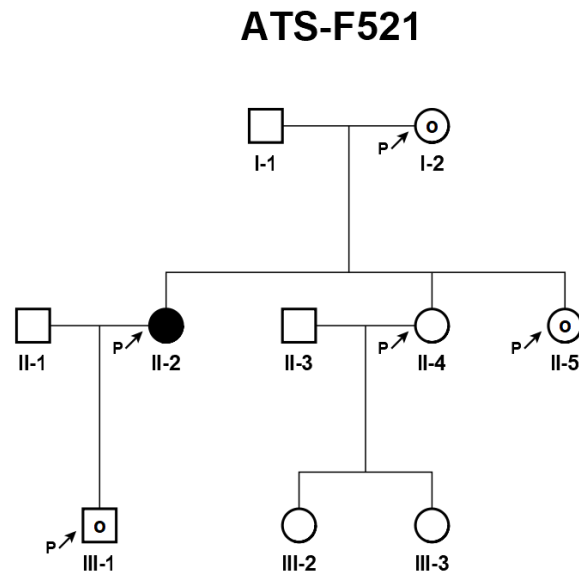 ATS-F521
o
P
I-1
I-2
o
P
P
P
II-1
II-2
II-3
II-4
II-5
o
P
III-1
III-2
III-3